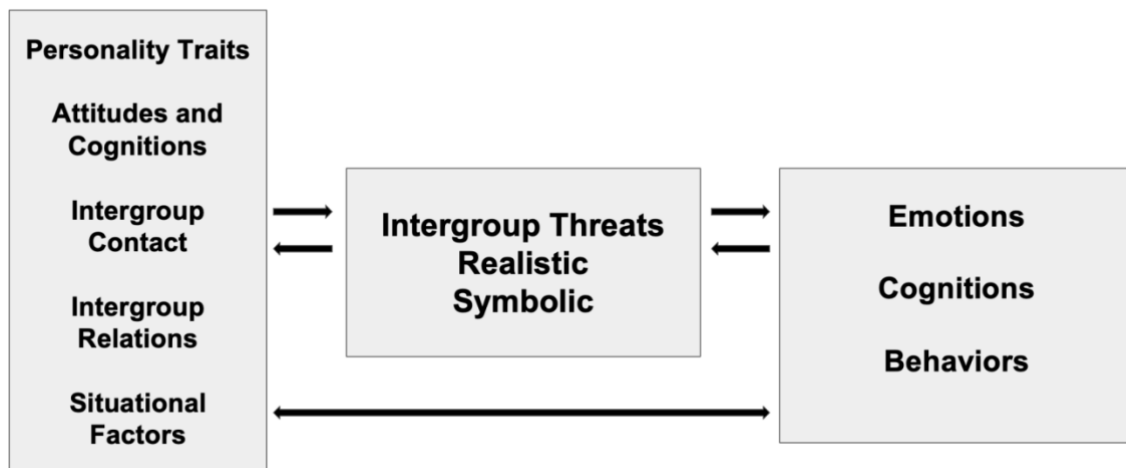 Personality Traits
Attitudes and
Cognitions
Intergroup
Contact
Intergroup
Relations
Situational
Factors
Intergroup Threats
Realistic
Symbolic
Emotions
Cognitions
Behaviors